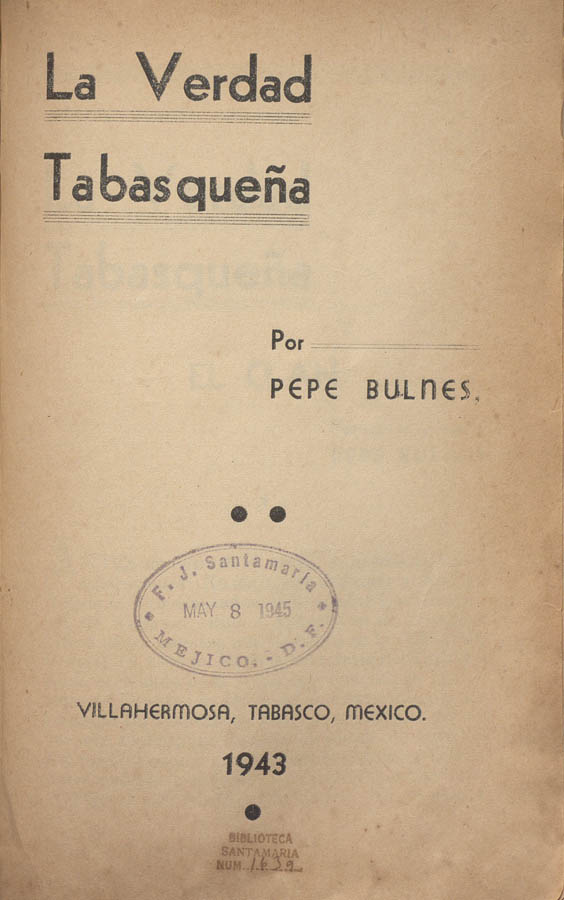 La Verdad
Tabasqueña
Por
PEPE BULNES.
F. J. Santamaría
MAY 8 1945
MEJICO. - D. F.
VILLAHERMOSA, TABASCO, MEXICO.
1943
BIBLIOTECA
SANTAMARIA
NUM.